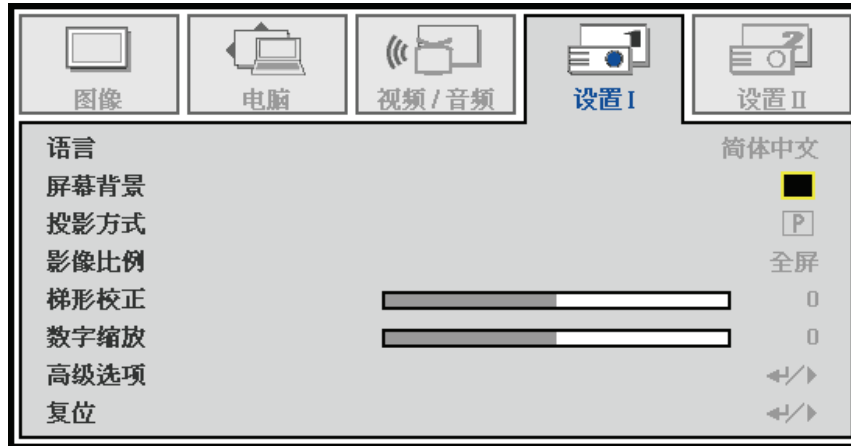 图像
电脑
视频/音频
设置 I
设置 II
语言 简体中文
屏幕背景
投影方式 P
影像比例 全屏
梯形校正 0
数字缩放 0
高级选项
复位